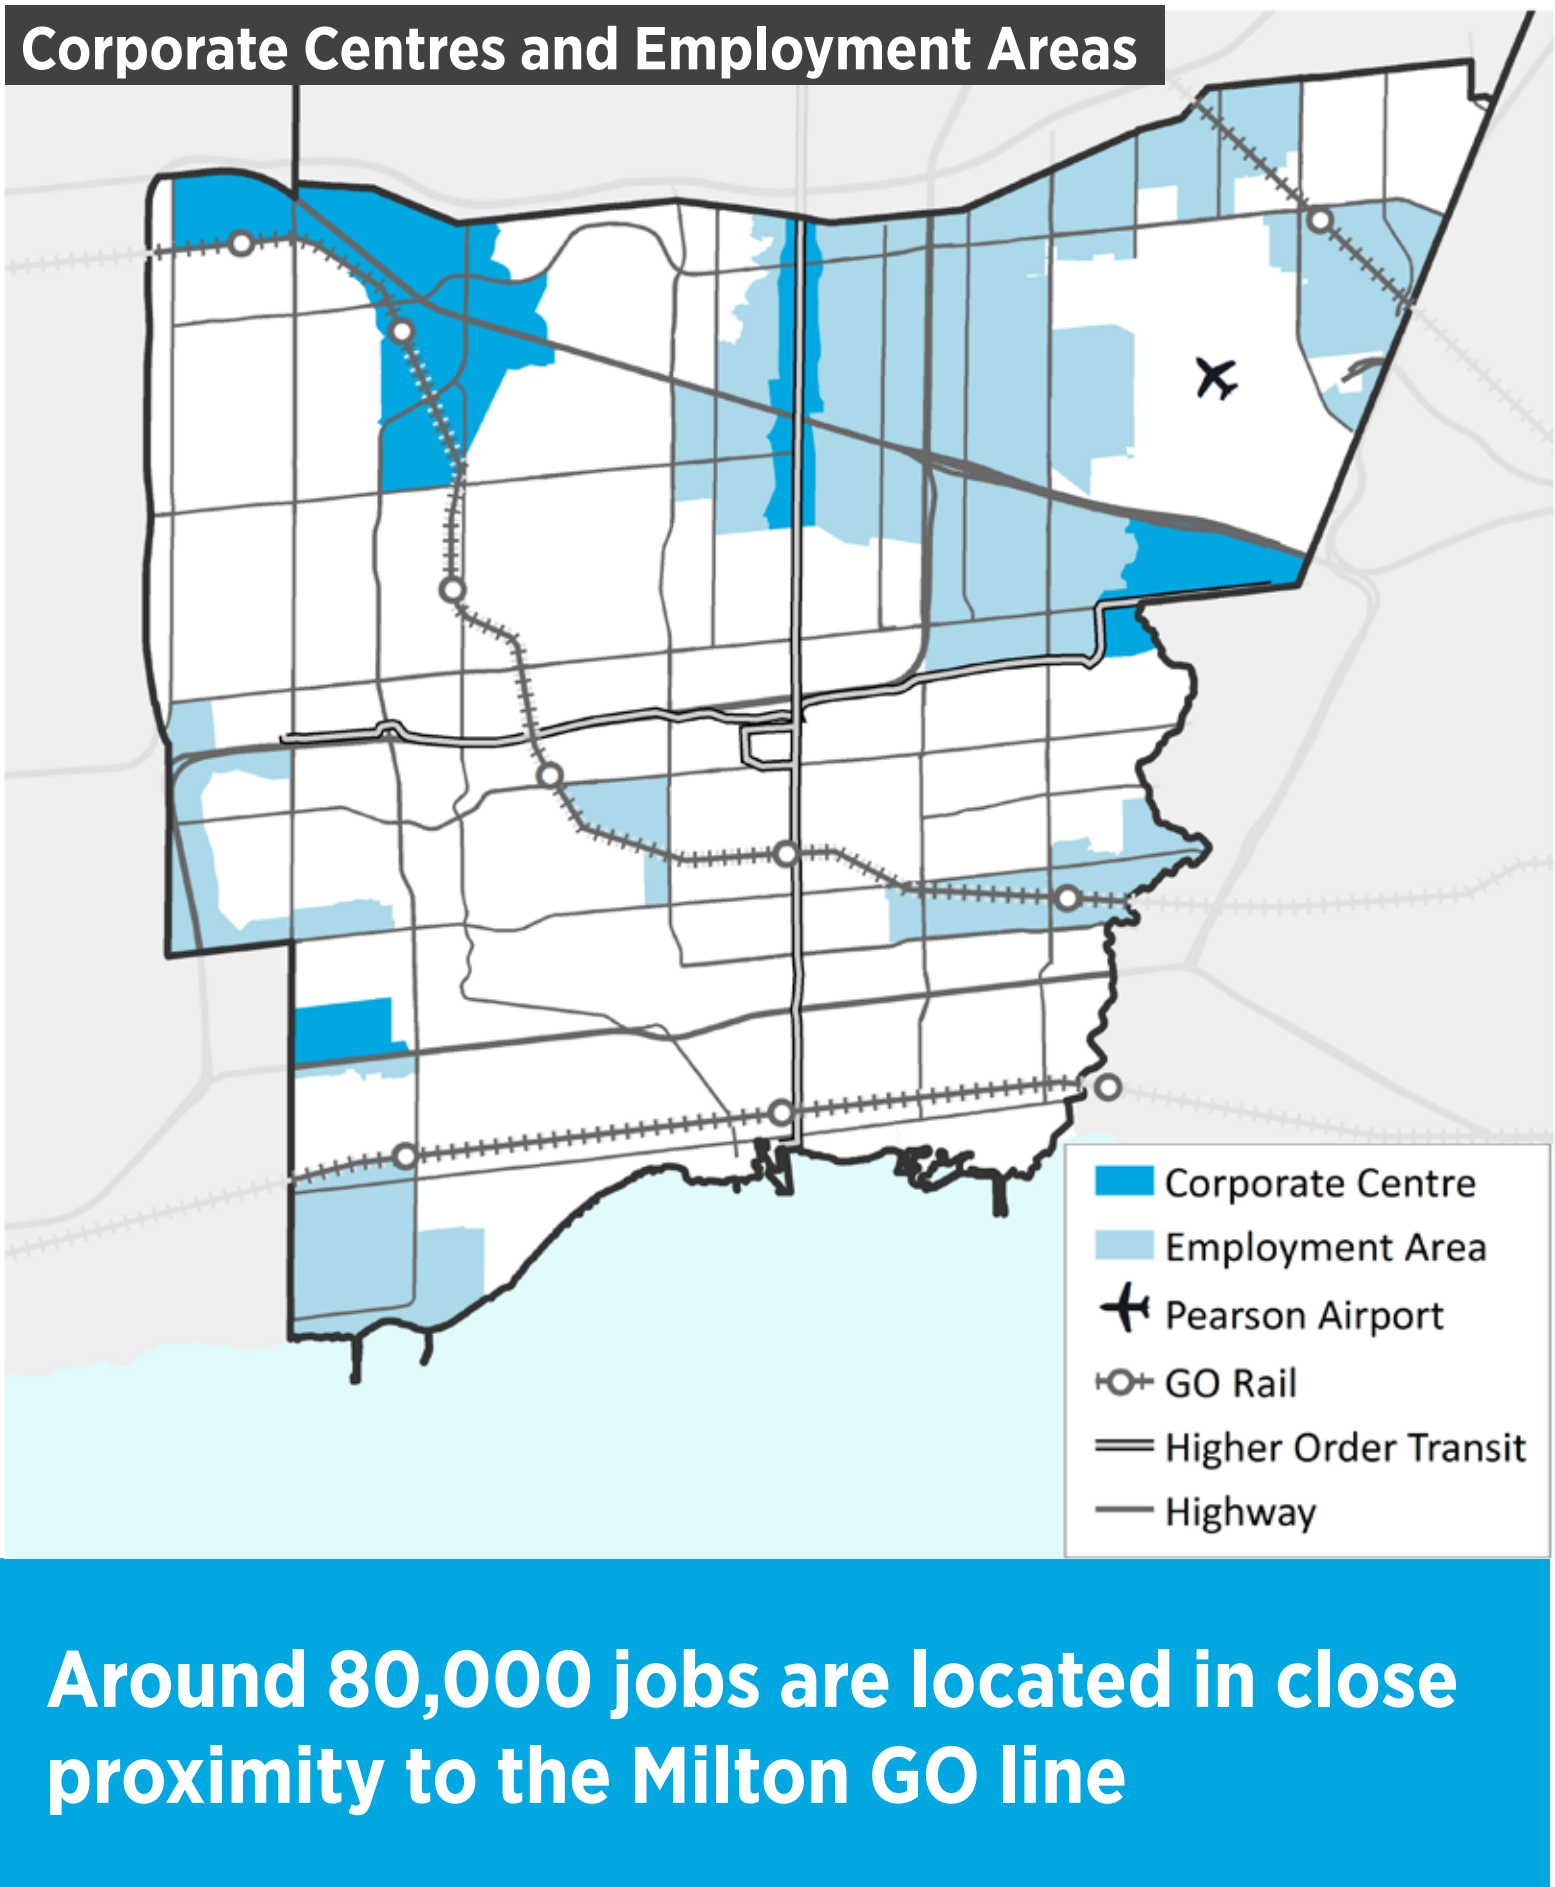 Corporate Centres and Employment Areas
Corporate Centre
Employment Area
Pearson Airport
GO Rail
Higher Order Transit
Highway
Around 80,000 jobs are located in close
proximity to the Milton GO line